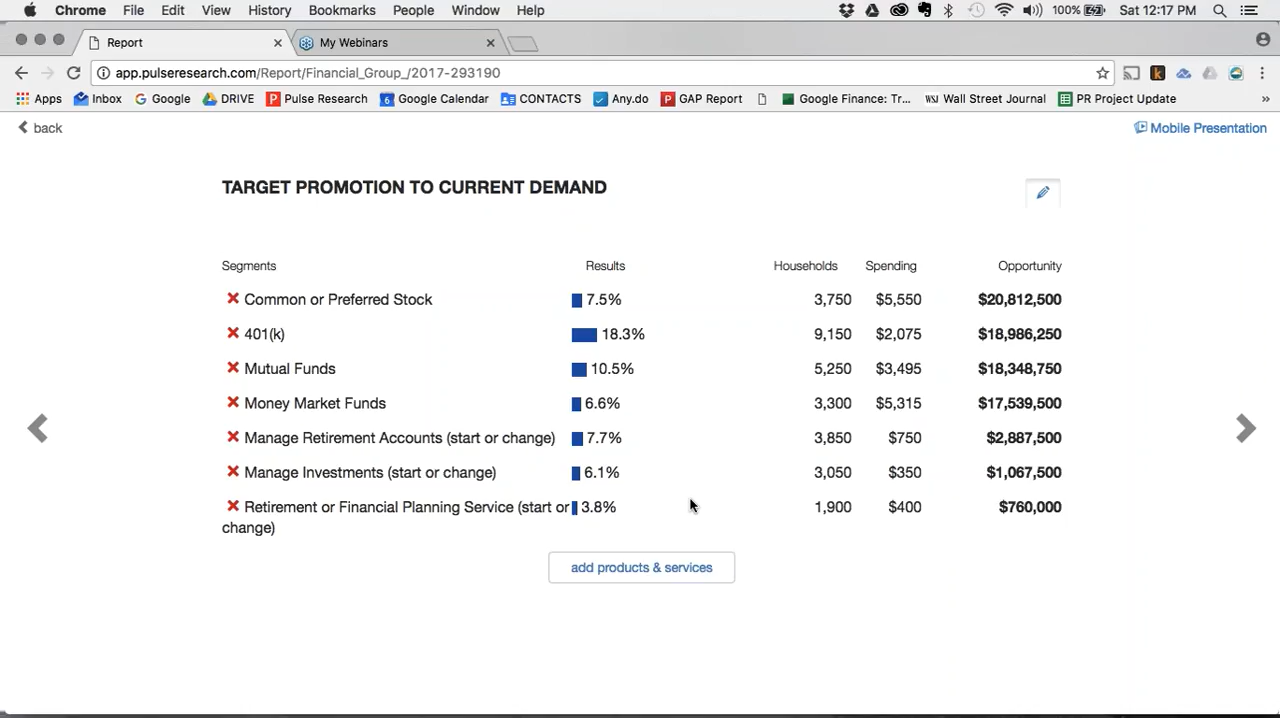 Chrome File Edit View History Bookmarks People Window Help 100% Sat 12:17 PM
Report My Webinars
app.pulseresearch.com/Report/Financial_Group_/2017-293190
Apps Inbox Google DRIVE Pulse Research Google Calendar CONTACTS Any.do GAP Report Google Finance: Tr... Wall Street Journal PR Project Update »
back Mobile Presentation
TARGET PROMOTION TO CURRENT DEMAND
Segments Results Households Spending Opportunity
Common or Preferred Stock 7.5% 3,750 $5,550 $20,812,500
401(k) 18.3% 9,150 $2,075 $18,986,250
Mutual Funds 10.5% 5,250 $3,495 $18,348,750
Money Market Funds 6.6% 3,300 $5,315 $17,539,500
Manage Retirement Accounts (start or change) 7.7% 3,850 $750 $2,887,500
Manage Investments (start or change) 6.1% 3,050 $350 $1,067,500
Retirement or Financial Planning Service (start or 3.8% 1,900 $400 $760,000
change)
add products & services